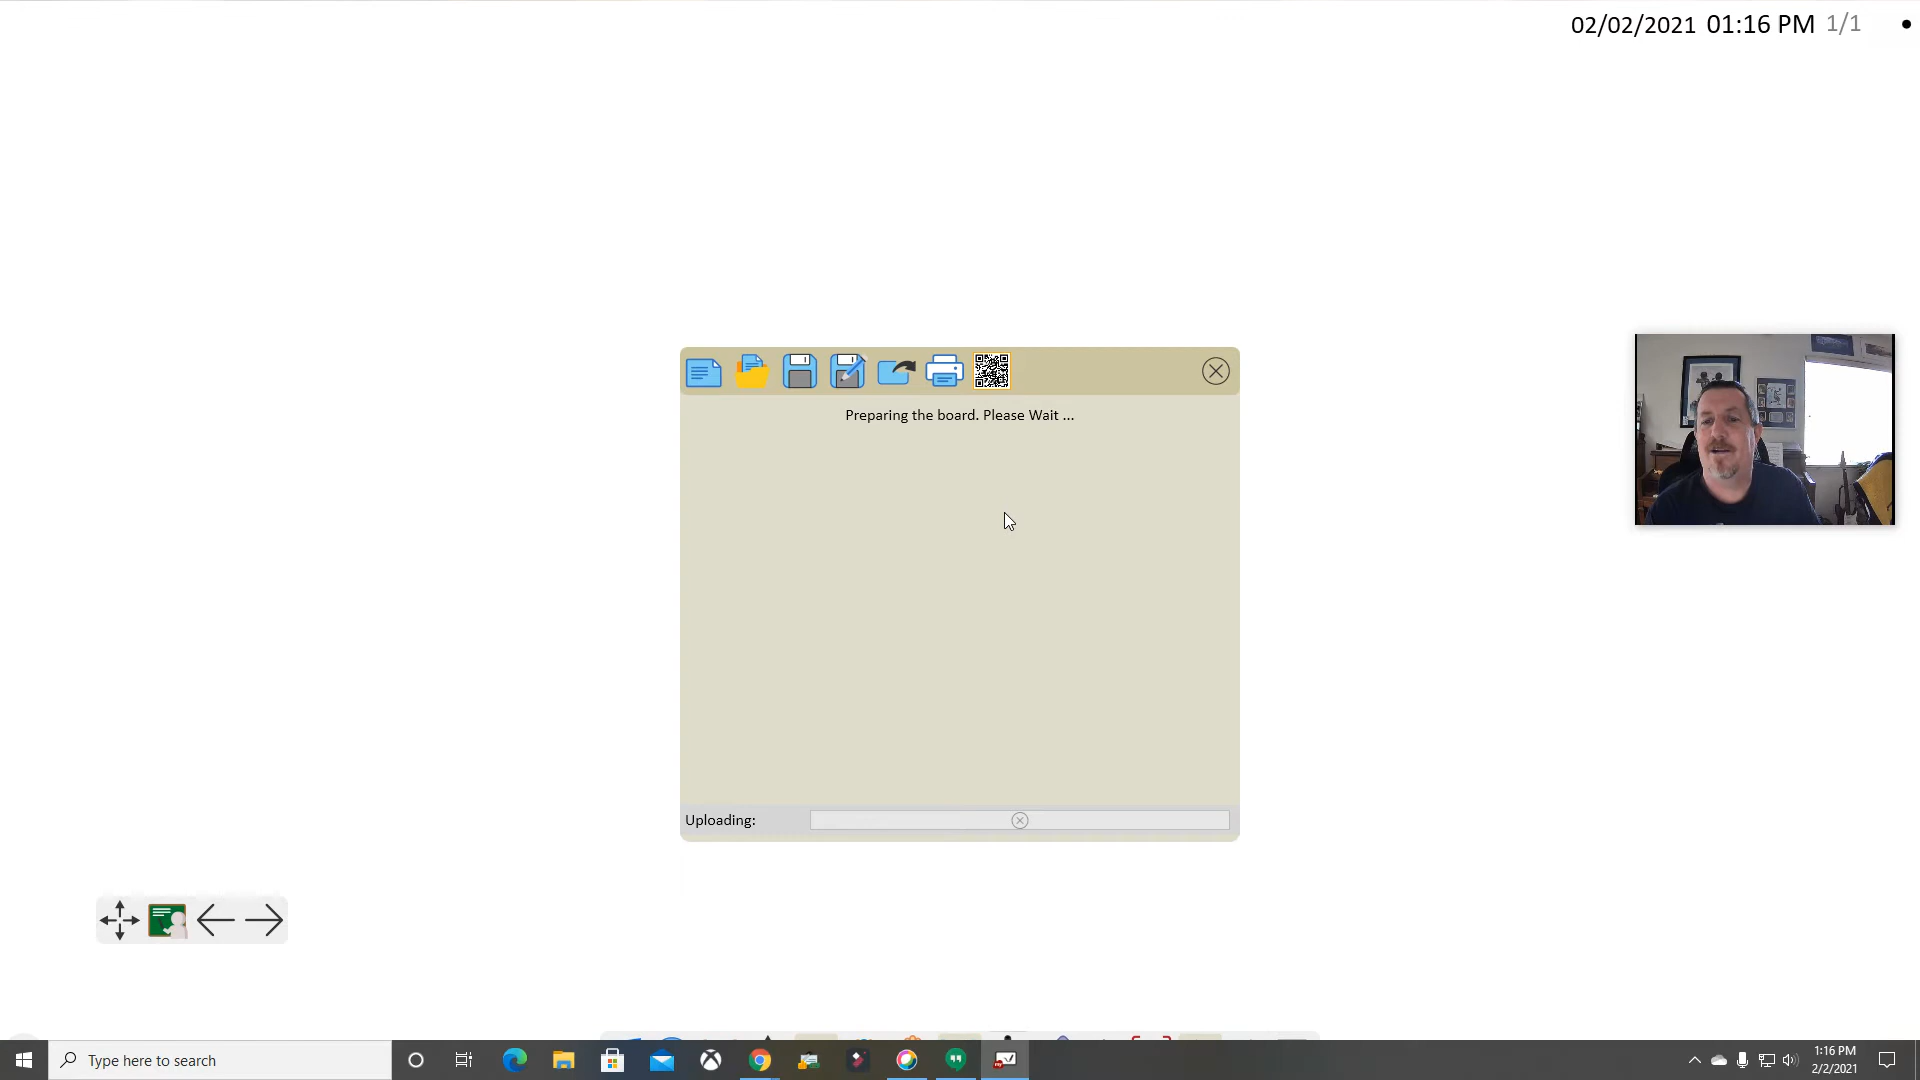 02/02/2021 01:16 PM 1/1
Preparing the board. Please Wait ...
Uploading:
Type here to search
1:16 PM
2/2/2021